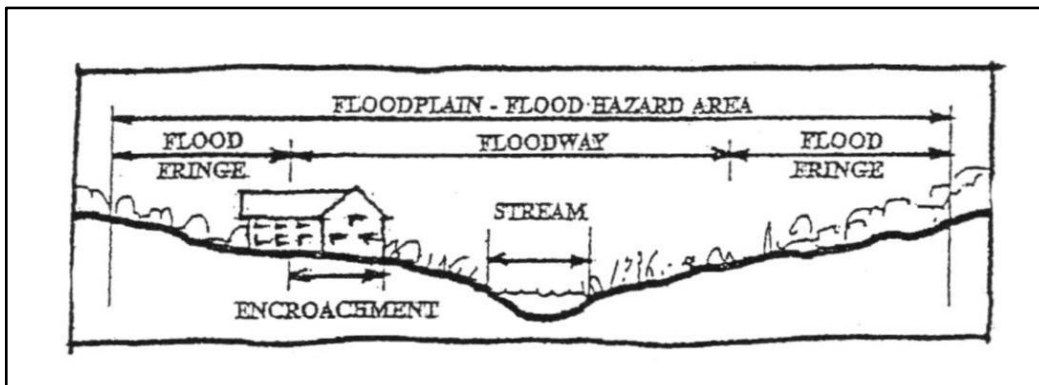 FLOODPLAIN - FLOOD HAZARD AREA
FLOOD FRINGE
FLOODWAY
FLOOD FRINGE
STREAM
ENCROACHMENT